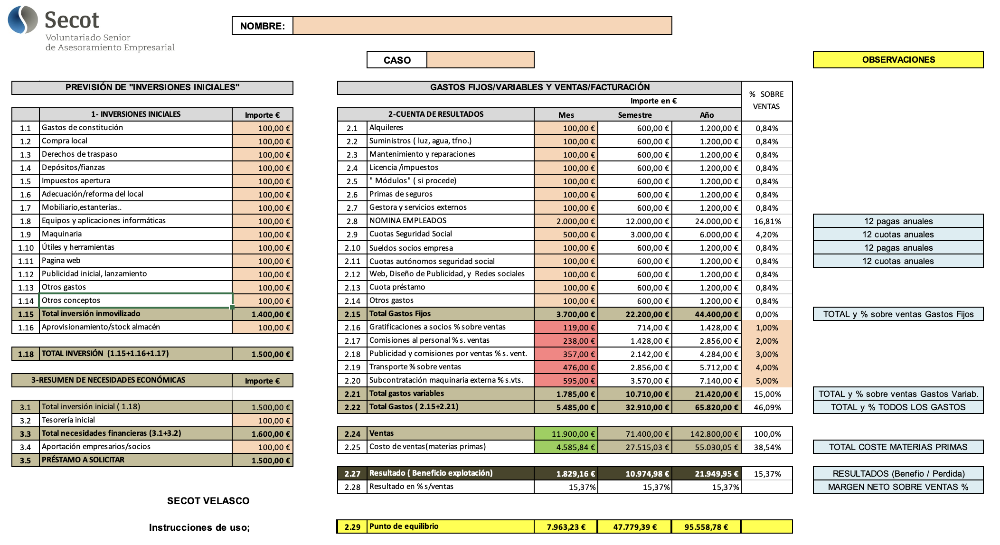 Secot
Voluntariado Senior
de Asesoramiento Empresarial
NOMBRE:
CASO
OBSERVACIONES
PREVISIÓN DE "INVERSIONES INICIALES"
1- INVERSIONES INICIALES Importe €
1.1 Gastos de constitución 100,00 €
1.2 Compra local 100,00 €
1.3 Derechos de traspaso 100,00 €
1.4 Depósitos/fianzas 100,00 €
1.5 Impuestos apertura 100,00 €
1.6 Adecuación/reforma del local 100,00 €
1.7 Mobiliario,estanterías.. 100,00 €
1.8 Equipos y aplicaciones informáticas 100,00 €
1.9 Maquinaria 100,00 €
1.10 Útiles y herramientas 100,00 €
1.11 Pagina web 100,00 €
1.12 Publicidad inicial, lanzamiento 100,00 €
1.13 Otros gastos 100,00 €
1.14 Otros conceptos 100,00 €
1.15 Total inversión inmovilizado 1.400,00 €
1.16 Aprovisionamiento/stock almacén 100,00 €
1.18 TOTAL INVERSIÓN (1.15+1.16+1.17) 1.500,00 €
3-RESUMEN DE NECESIDADES ECONÓMICAS Importe €
3.1 Total inversión inicial ( 1.18) 1.500,00 €
3.2 Tesorería inicial 100,00 €
3.3 Total necesidades financieras (3.1+3.2) 1.600,00 €
3.4 Aportación empresarios/socios 100,00 €
3.5 PRÉSTAMO A SOLICITAR 1.500,00 €
SECOT VELASCO
Instrucciones de uso;
GASTOS FIJOS/VARIABLES Y VENTAS/FACTURACIÓN
% SOBRE
VENTAS
Importe en €
2-CUENTA DE RESULTADOS Mes Semestre Año
2.1 Alquileres 100,00 € 600,00 € 1.200,00 € 0,84%
2.2 Suministros ( luz, agua, tfno.) 100,00 € 600,00 € 1.200,00 € 0,84%
2.3 Mantenimiento y reparaciones 100,00 € 600,00 € 1.200,00 € 0,84%
2.4 Licencia /impuestos 100,00 € 600,00 € 1.200,00 € 0,84%
2.5 " Módulos" ( si procede) 100,00 € 600,00 € 1.200,00 € 0,84%
2.6 Primas de seguros 100,00 € 600,00 € 1.200,00 € 0,84%
2.7 Gestora y servicios externos 100,00 € 600,00 € 1.200,00 € 0,84%
2.8 NOMINA EMPLEADOS 2.000,00 € 12.000,00 € 24.000,00 € 16,81% 12 pagas anuales
2.9 Cuotas Seguridad Social 500,00 € 3.000,00 € 6.000,00 € 4,20% 12 cuotas anuales
2.10 Sueldos socios empresa 100,00 € 600,00 € 1.200,00 € 0,84% 12 pagas anuales
2.11 Cuotas autónomos seguridad social 100,00 € 600,00 € 1.200,00 € 0,84% 12 cuotas anuales
2.12 Web, Diseño de Publicidad, y Redes sociales 100,00 € 600,00 € 1.200,00 € 0,84%
2.13 Cuota préstamo 100,00 € 600,00 € 1.200,00 € 0,84%
2.14 Otros gastos 100,00 € 600,00 € 1.200,00 € 0,84%
2.15 Total Gastos Fijos 3.700,00 € 22.200,00 € 44.400,00 € 0,00% TOTAL y % sobre ventas Gastos Fijos
2.16 Gratificaciones a socios % sobre ventas 119,00 € 714,00 € 1.428,00 € 1,00%
2.17 Comisiones al personal % s. ventas 238,00 € 1.428,00 € 2.856,00 € 2,00%
2.18 Publicidad y comisiones por ventas % s. vent. 357,00 € 2.142,00 € 4.284,00 € 3,00%
2.19 Transporte % sobre ventas 476,00 € 2.856,00 € 5.712,00 € 4,00%
2.20 Subcontratación maquinaria externa % s.vts. 595,00 € 3.570,00 € 7.140,00 € 5,00%
2.21 Total gastos variables 1.785,00 € 10.710,00 € 21.420,00 € 15,00% TOTAL y % sobre ventas Gastos Variab.
2.22 Total Gastos ( 2.15+2.21) 5.485,00 € 32.910,00 € 65.820,00 € 46,09% TOTAL y % TODOS LOS GASTOS
2.24 Ventas 11.900,00 € 71.400,00 € 142.800,00 € 100,0%
2.25 Costo de ventas(materias primas) 4.585,84 € 27.515,03 € 55.030,05 € 38,54% TOTAL COSTE MATERIAS PRIMAS
2.27 Resultado ( Beneficio explotación) 1.829,16 € 10.974,98 € 21.949,95 € 15,37% RESULTADOS (Benefio / Perdida)
2.28 Resultado en % s/ventas 15,37% 15,37% 15,37% MARGEN NETO SOBRE VENTAS %
2.29 Punto de equilibrio 7.963,23 € 47.779,39 € 95.558,78 €